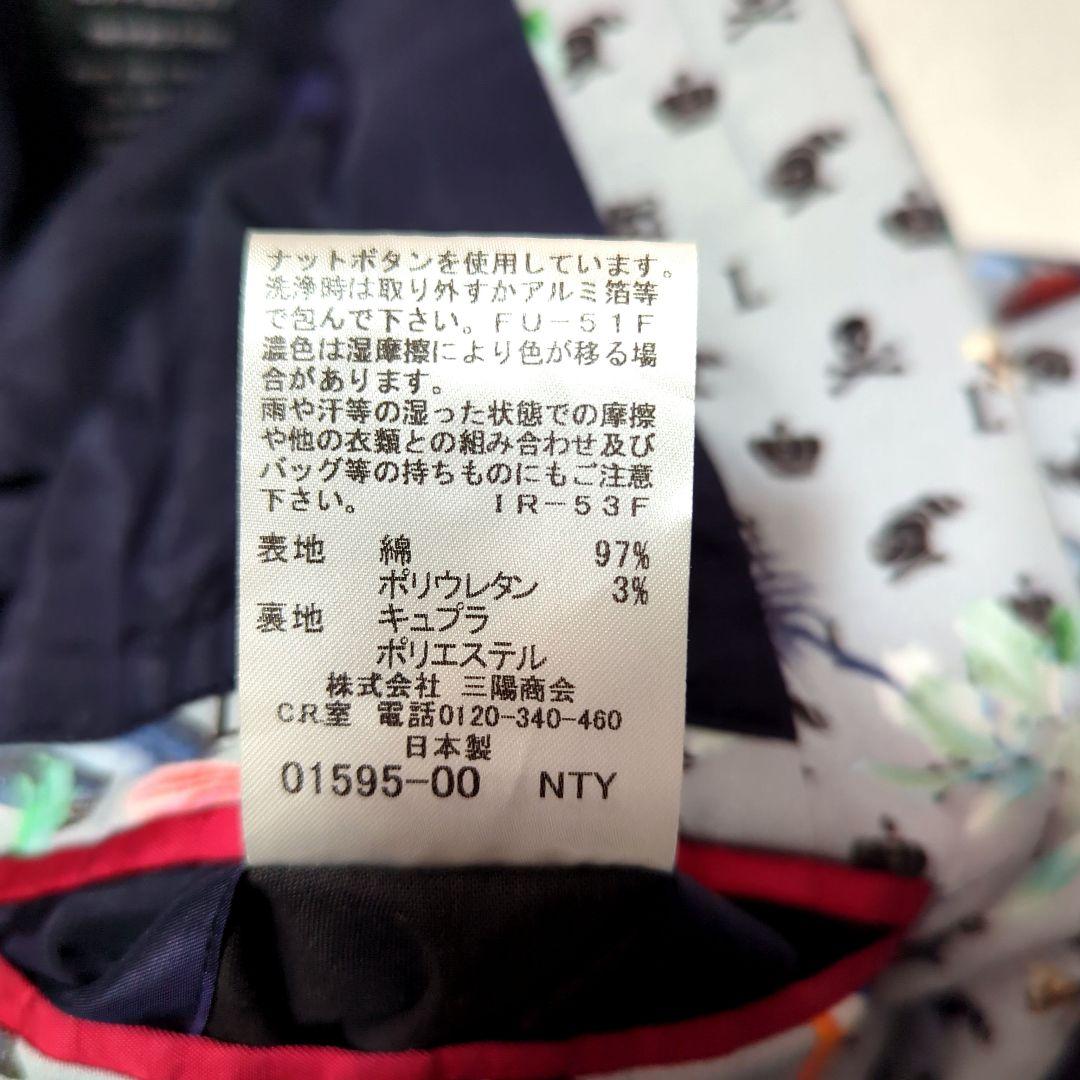 ナットボタンを使用しています。
洗浄時は取り外すかアルミ箔等
で包んで下さい。FU-51F
濃色は湿摩擦により色が移る場
合があります。
雨や汗等の湿った状態での摩擦
や他の衣類との組み合わせ及び
バッグ等の持ちものにもご注意
下さい。 IR-53F
表地 綿 97%
ポリウレタン 3%
裏地 キュプラ
ポリエステル
株式会社 三陽商会
CR室 電話0120-340-460
日本製
01595-00 NTY
L
L